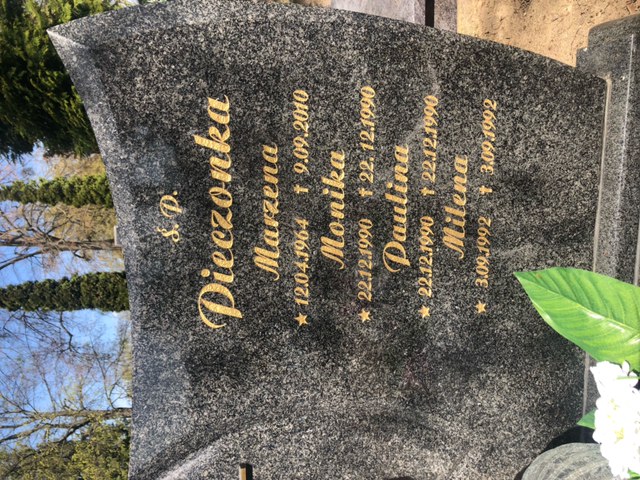 Ś. P.
Pieczonka
Marzena
★ 12.04.1964 † 9.09.2010
Monika
★ 22.12.1990 † 22.12.1990
Paulina
★ 22.12.1990 † 22.12.1990
Milena
★ 3.09.1992 † 3.09.1992